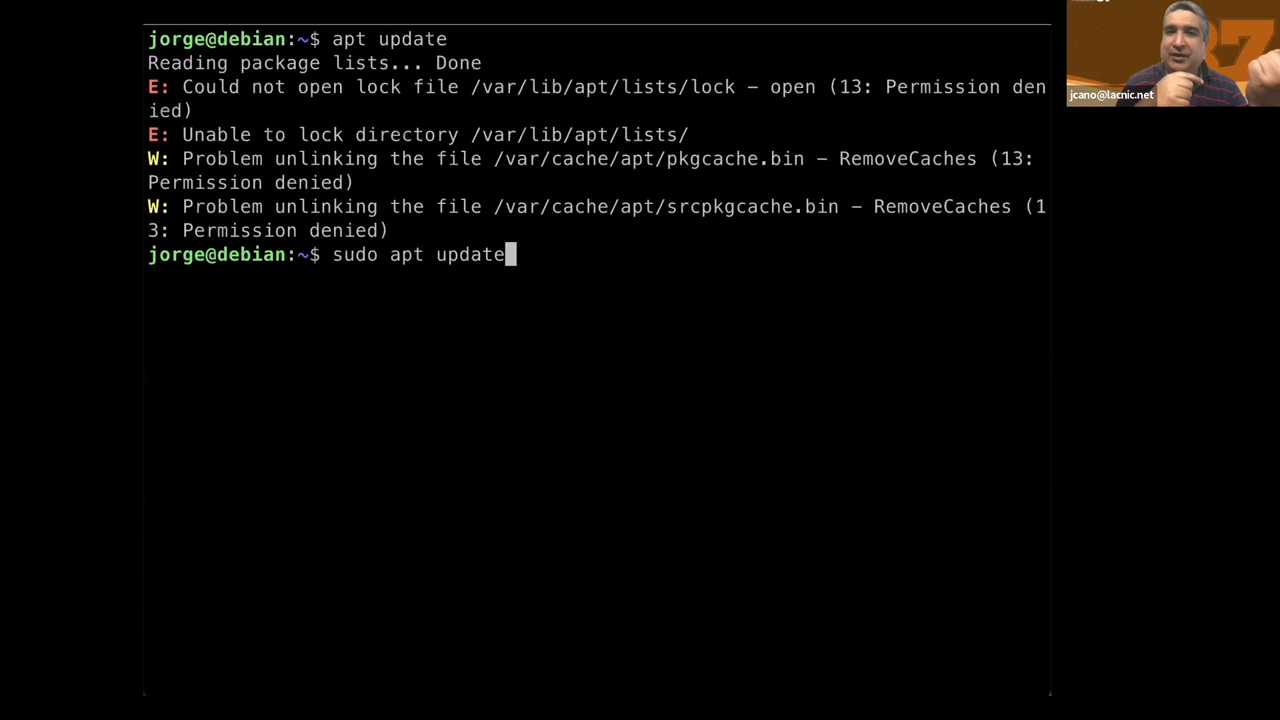 jorge@debian:~$ apt update
Reading package lists... Done
E: Could not open lock file /var/lib/apt/lists/lock - open (13: Permission den
ied)
E: Unable to lock directory /var/lib/apt/lists/
W: Problem unlinking the file /var/cache/apt/pkgcache.bin - RemoveCaches (13:
Permission denied)
W: Problem unlinking the file /var/cache/apt/srcpkgcache.bin - RemoveCaches (1
3: Permission denied)
jorge@debian:~$ sudo apt update
jcano@lacnic.net